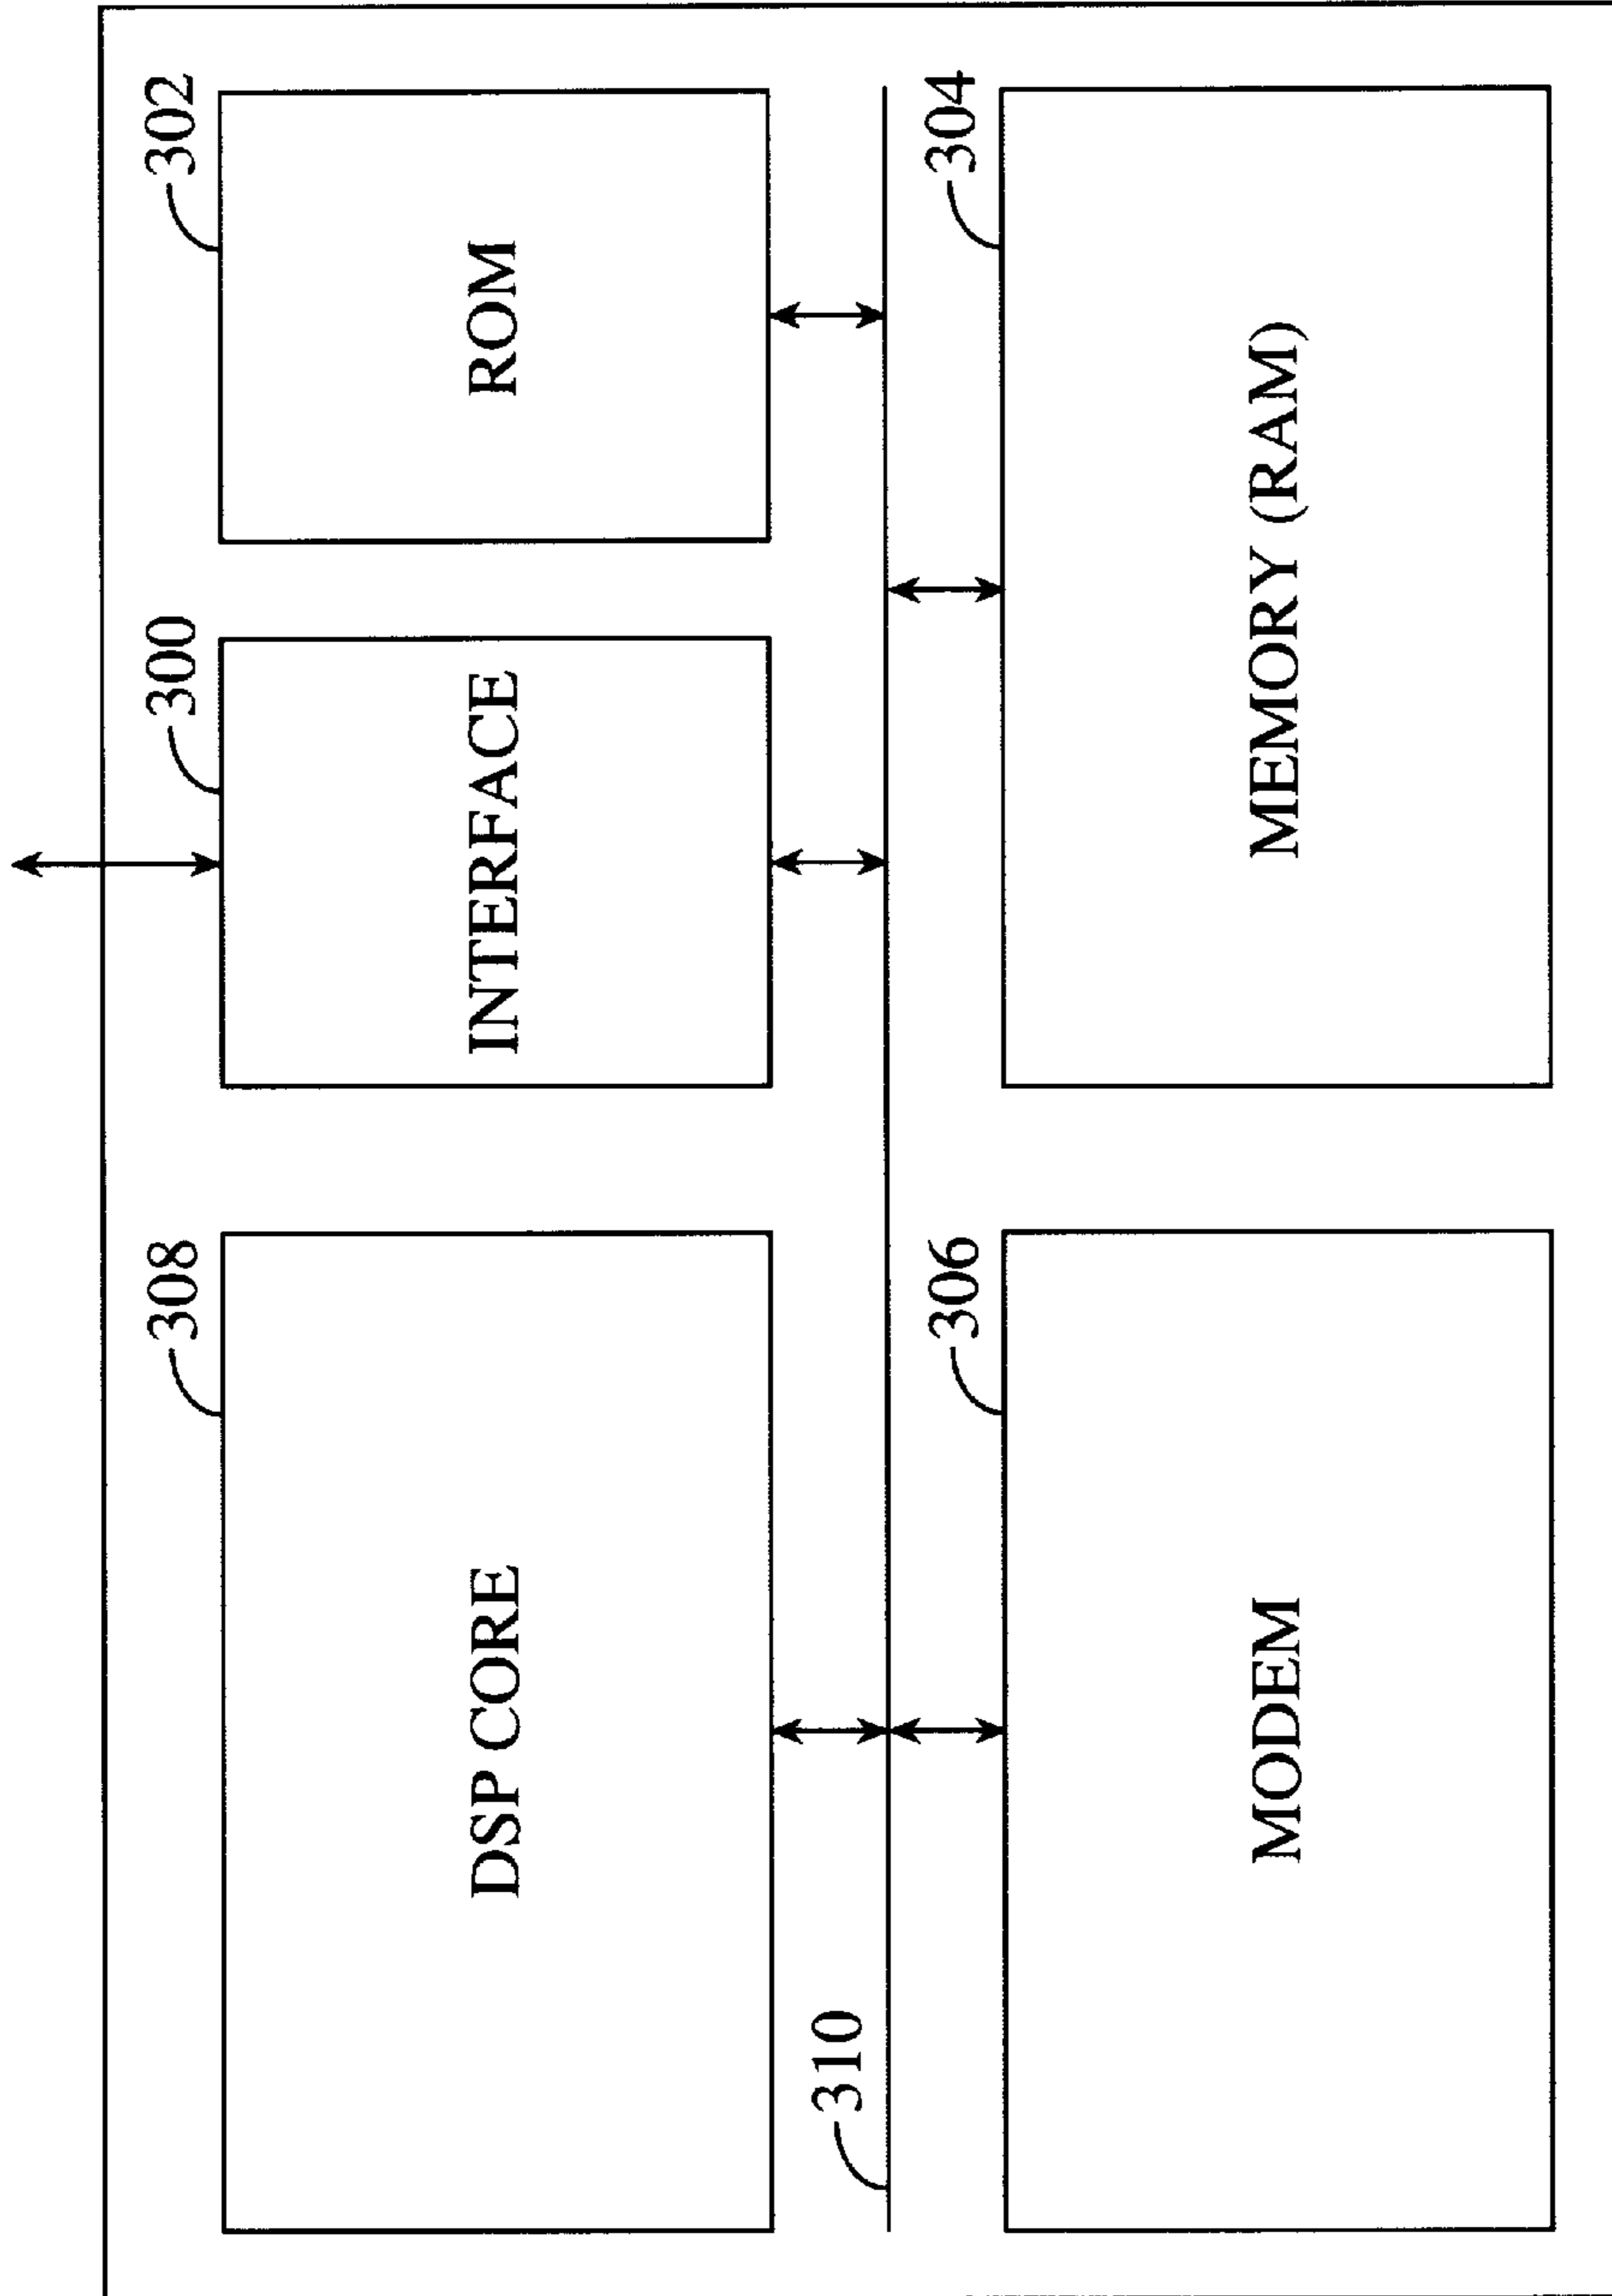 308
DSP CORE
300
INTERFACE
302
ROM
310
306
MODEM
304
MEMORY (RAM)